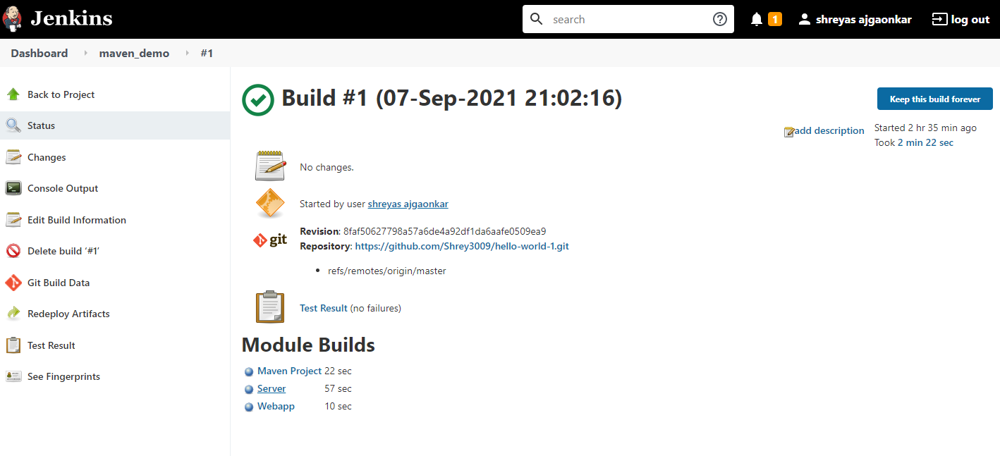 Jenkins
search
1
shreyas ajgaonkar
log out
Dashboard
maven_demo
#1
Back to Project
Status
Changes
Console Output
Edit Build Information
Delete build ‘#1’
Git Build Data
Redeploy Artifacts
Test Result
See Fingerprints
Build #1 (07-Sep-2021 21:02:16)
Keep this build forever
add description
Started 2 hr 35 min ago
Took 2 min 22 sec
No changes.
Started by user shreyas ajgaonkar
git
Revision: 8faf50627798a57a6de4a92df1da6aafe0509ea9
Repository: https://github.com/Shrey3009/hello-world-1.git
refs/remotes/origin/master
Test Result (no failures)
Module Builds
Maven Project 22 sec
Server 57 sec
Webapp 10 sec